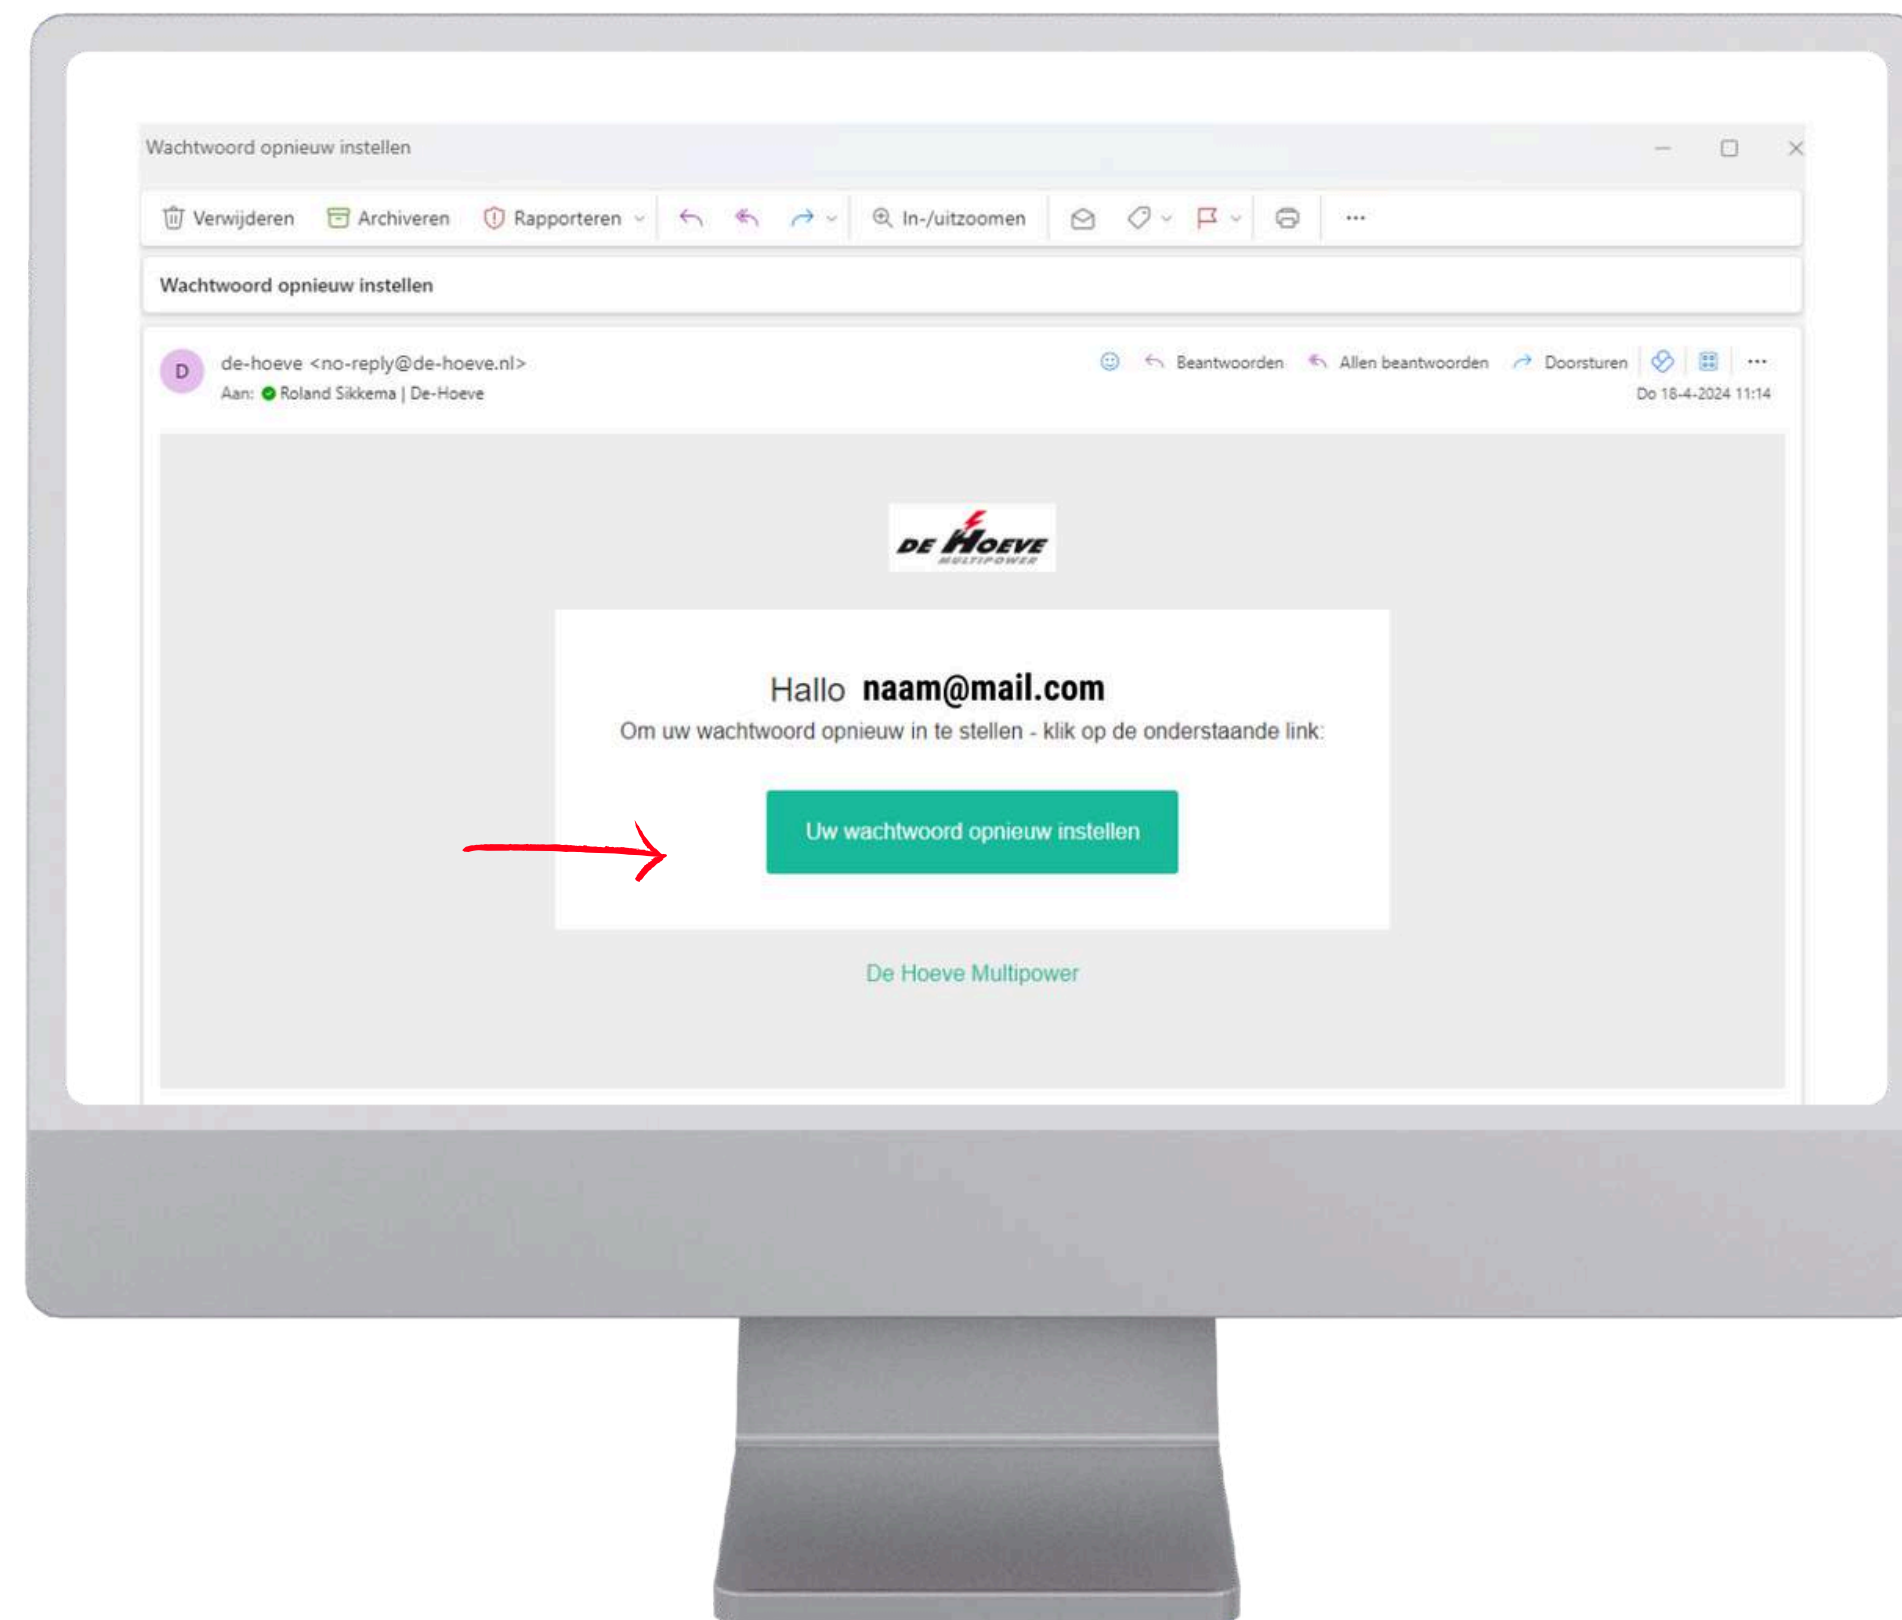 Wachtwoord opnieuw instellen
Verwijderen Archiveren Rapporteren In-/uitzoomen
Wachtwoord opnieuw instellen
D
de-hoeve <no-reply@de-hoeve.nl>
Beantwoorden Allen beantwoorden Doorsturen
Aan: Roland Sikkema | De-Hoeve
Do 18-4-2024 11:14
DE HOEVE
MULTIPOWER
Hallo naam@mail.com
Om uw wachtwoord opnieuw in te stellen - klik op de onderstaande link:
Uw wachtwoord opnieuw instellen
De Hoeve Multipower